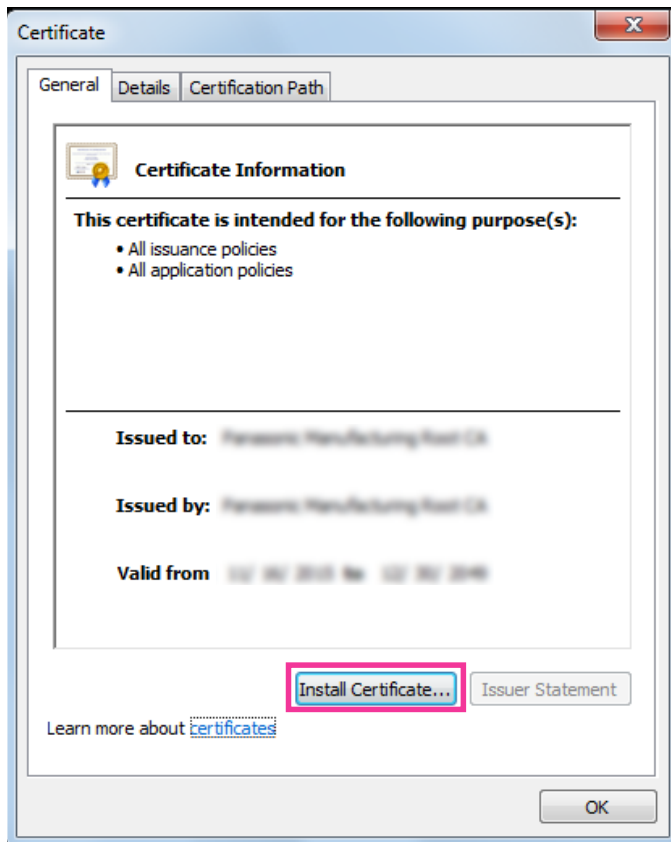 Certificate
General Details Certification Path
Certificate Information
This certificate is intended for the following purpose(s):
• All issuance policies
• All application policies
Issued to:
Issued by:
Valid from
Install Certificate... Issuer Statement
Learn more about certificates
OK